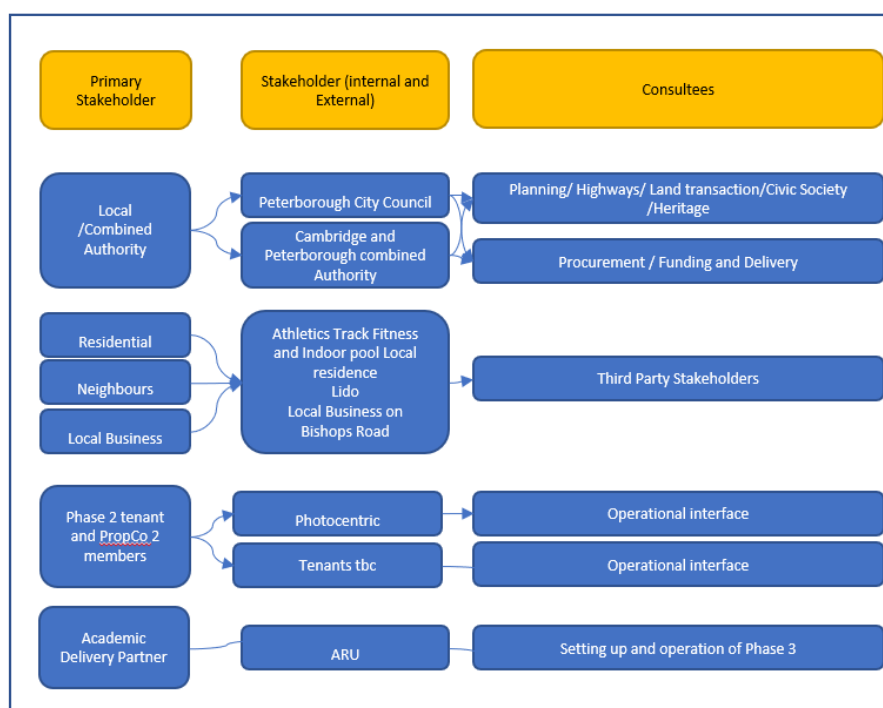 Primary
Stakeholder
Stakeholder (internal and
External)
Consultees
Local
/Combined
Authority
Peterborough City Council
Cambridge and
Peterborough combined
Authority
Planning/ Highways/ Land transaction/Civic Society
/Heritage
Procurement / Funding and Delivery
Residential
Neighbours
Local Business
Athletics Track Fitness
and Indoor pool Local
residence
Lido
Local Business on
Bishops Road
Third Party Stakeholders
Phase 2 tenant
and PropCo 2
members
Photocentric
Operational interface
Tenants tbc
Operational interface
Academic
Delivery Partner
ARU
Setting up and operation of Phase 3